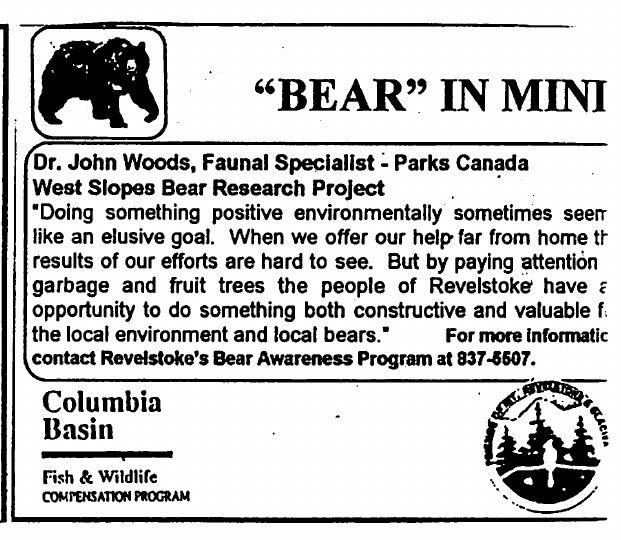 “BEAR” IN MINI
Dr. John Woods, Faunal Specialist - Parks Canada
West Slopes Bear Research Project
"Doing something positive environmentally sometimes seem
like an elusive goal. When we offer our help far from home th
results of our efforts are hard to see. But by paying attention
garbage and fruit trees the people of Revelstoke have a
opportunity to do something both constructive and valuable f
the local environment and local bears." For more informatic
contact Revelstoke's Bear Awareness Program at 837-5507.
Columbia
Basin
Fish & Wildlife
COMPENSATION PROGRAM